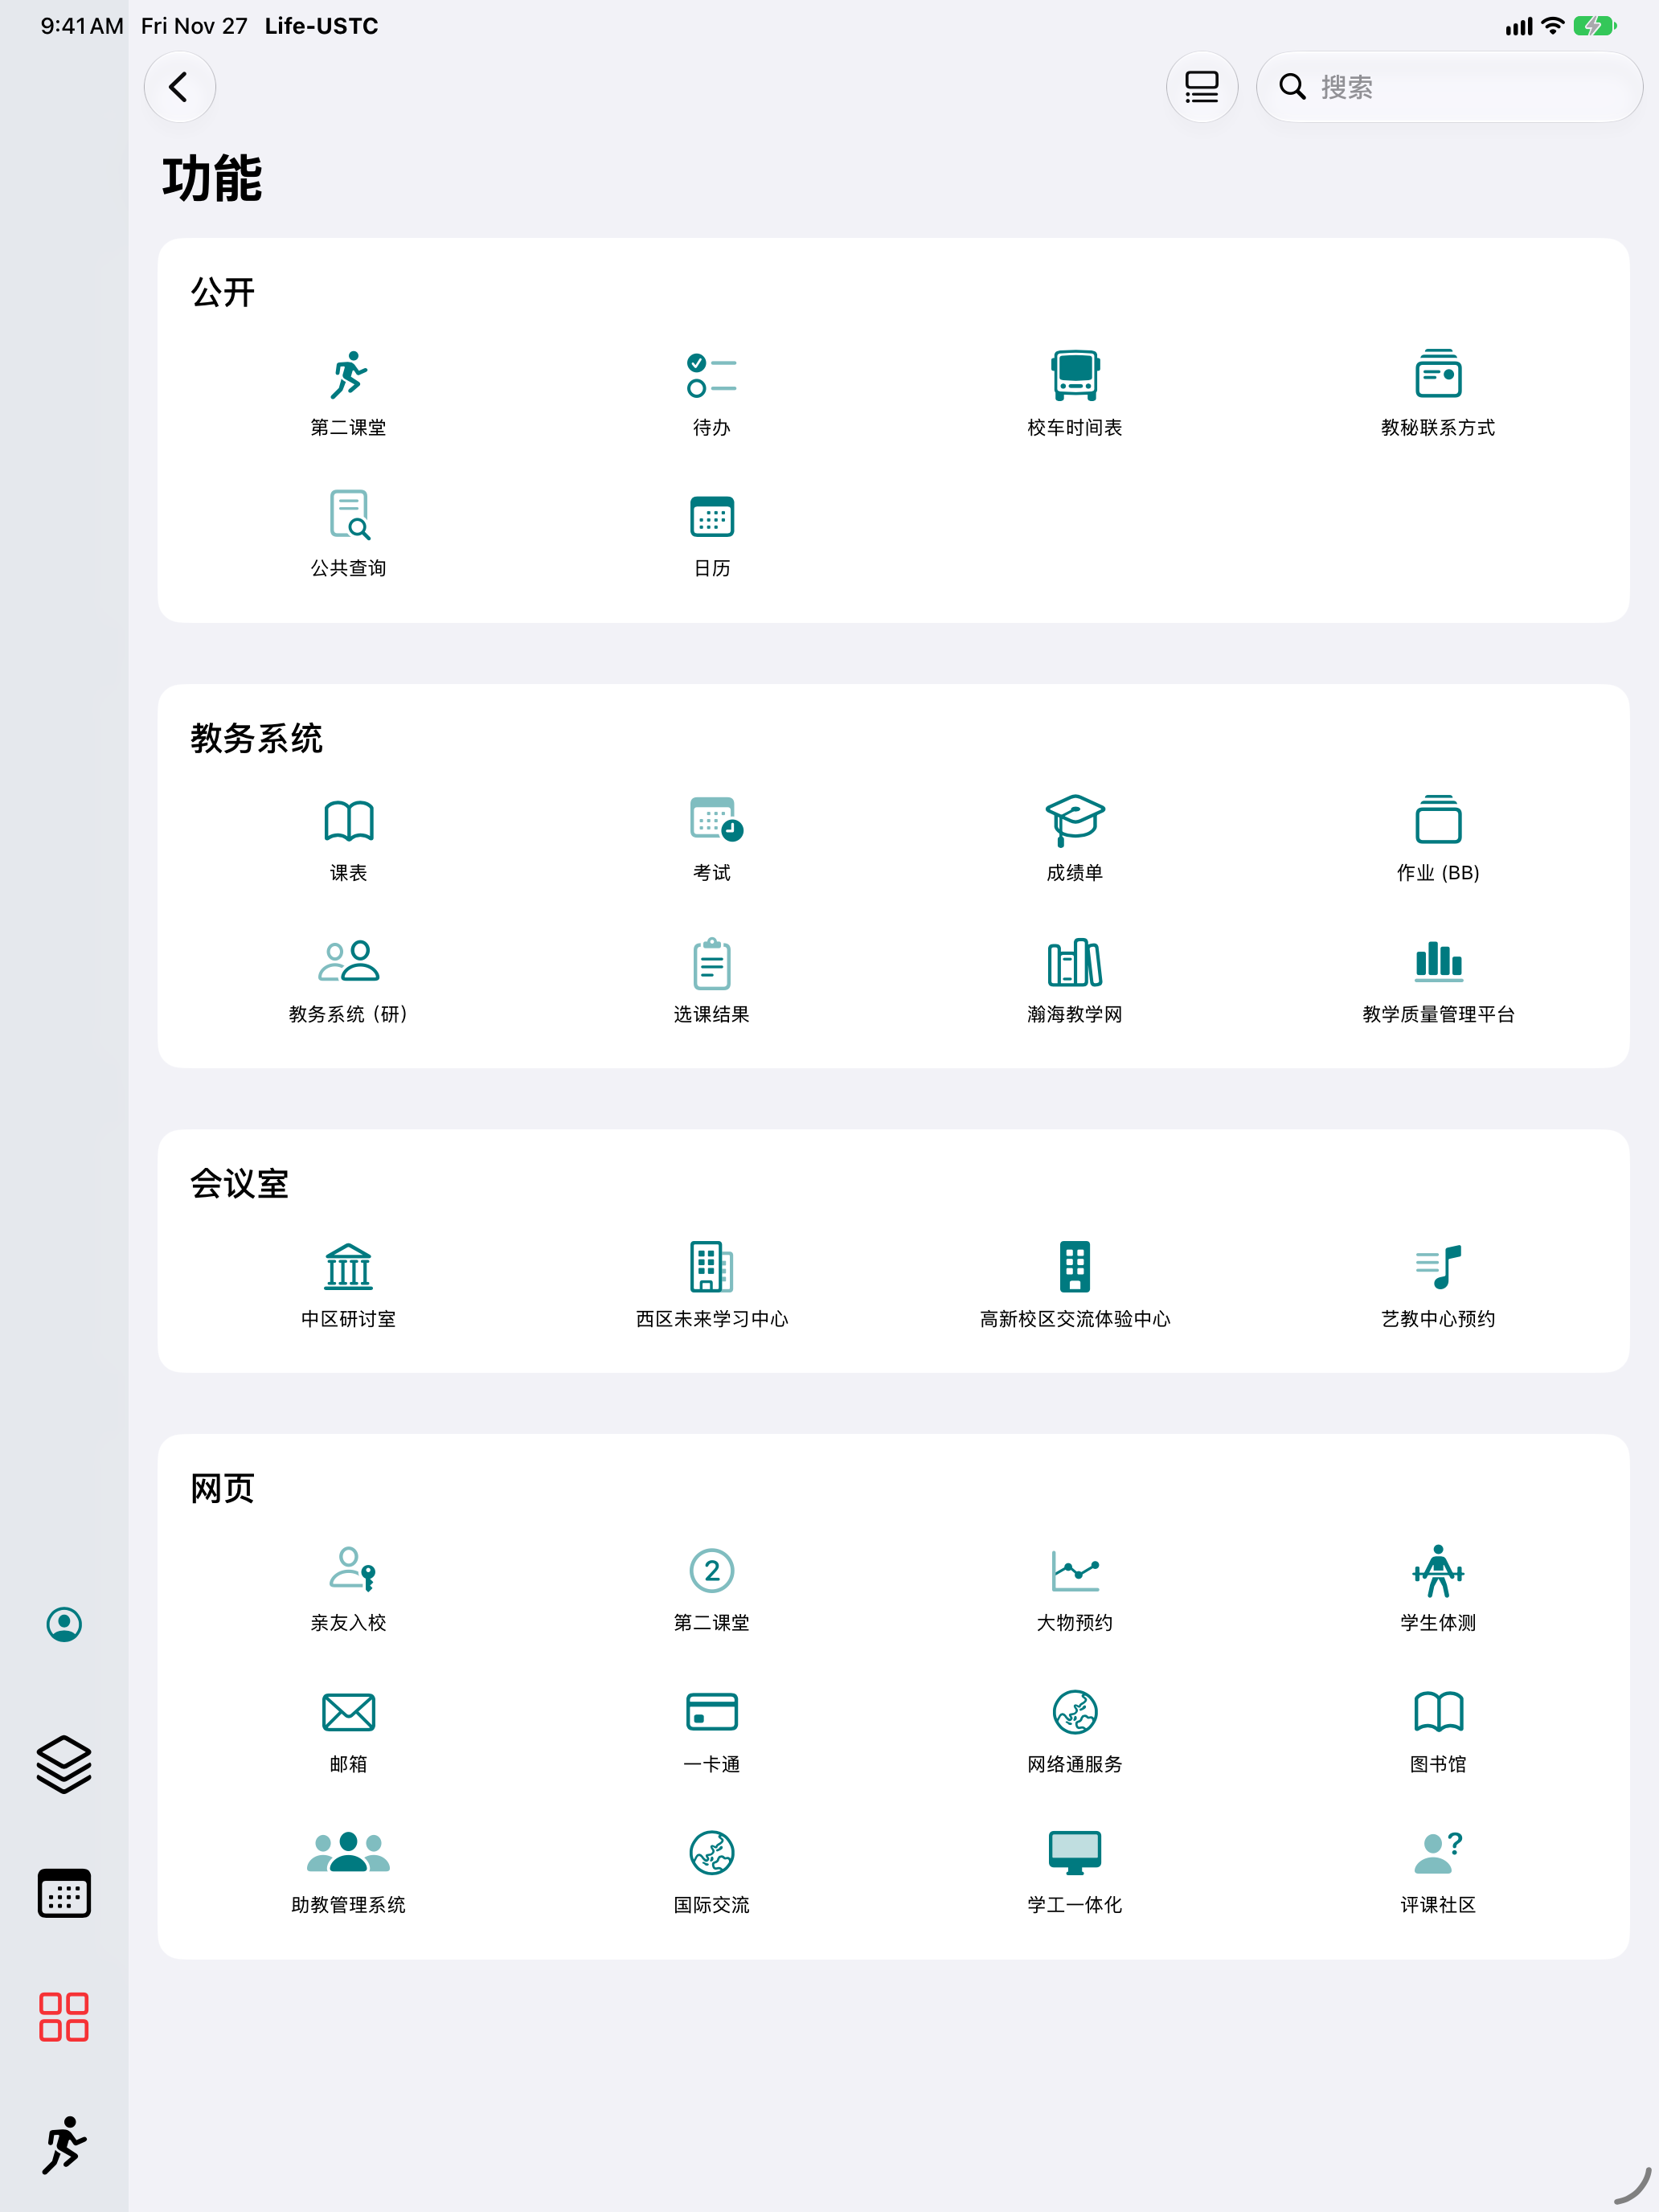 9:41 AM Fri Nov 27 Life-USTC
搜索
功能
公开
第二课堂 待办 校车时间表 教秘联系方式
公共查询 日历
教务系统
课表 考试 成绩单 作业 (BB)
教务系统 (研) 选课结果 瀚海教学网 教学质量管理平台
会议室
中区研讨室 西区未来学习中心 高新校区交流体验中心 艺教中心预约
网页
2
亲友入校 第二课堂 大物预约 学生体测
邮箱 一卡通 网络通服务 图书馆
?
助教管理系统 国际交流 学工一体化 评课社区